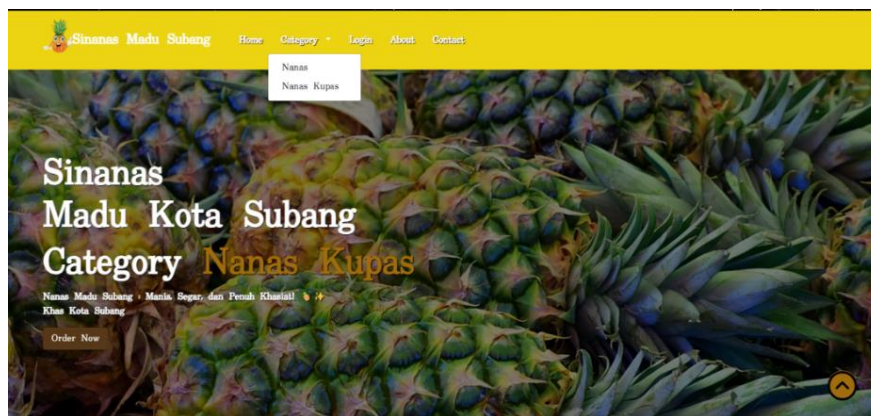 Sinanas Madu Subang
Home
Category
Login
About
Contact
Nanas
Nanas Kupas
Sinanas
Madu Kota Subang
Category Nanas Kupas
Nanas Madu Subang : Manis, Segar, dan Penuh Khasiat! 🍍✨
Khas Kota Subang
Order Now